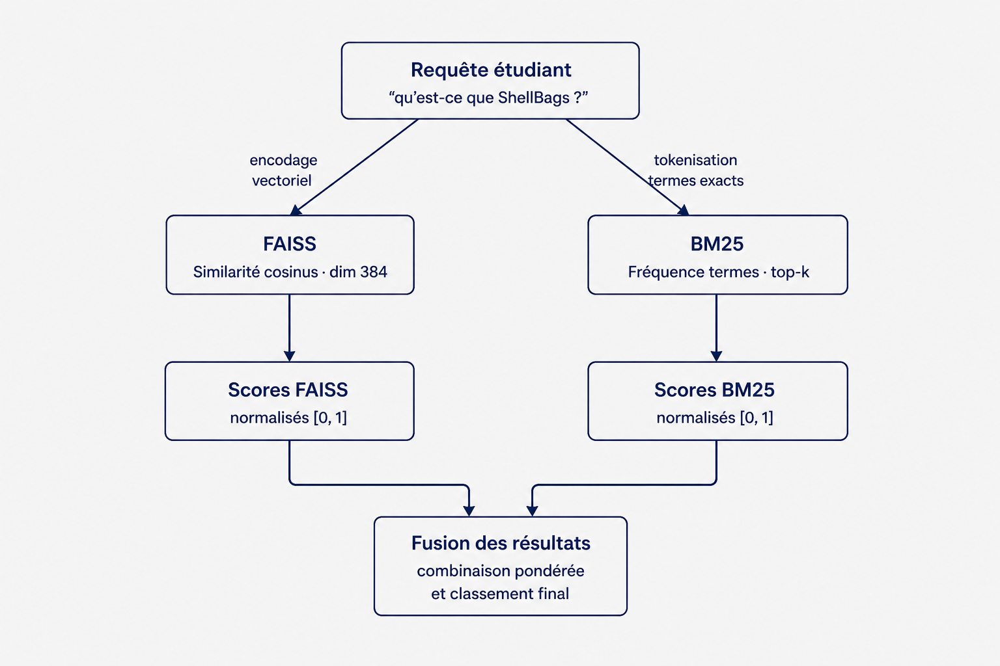 Requête étudiant
“qu’est-ce que ShellBags ?”
encodage
vectoriel
tokenisation
termes exacts
FAISS
Similarité cosinus · dim 384
BM25
Fréquence termes · top-k
Scores FAISS
normalisés [0, 1]
Scores BM25
normalisés [0, 1]
Fusion des résultats
combinaison pondérée
et classement final